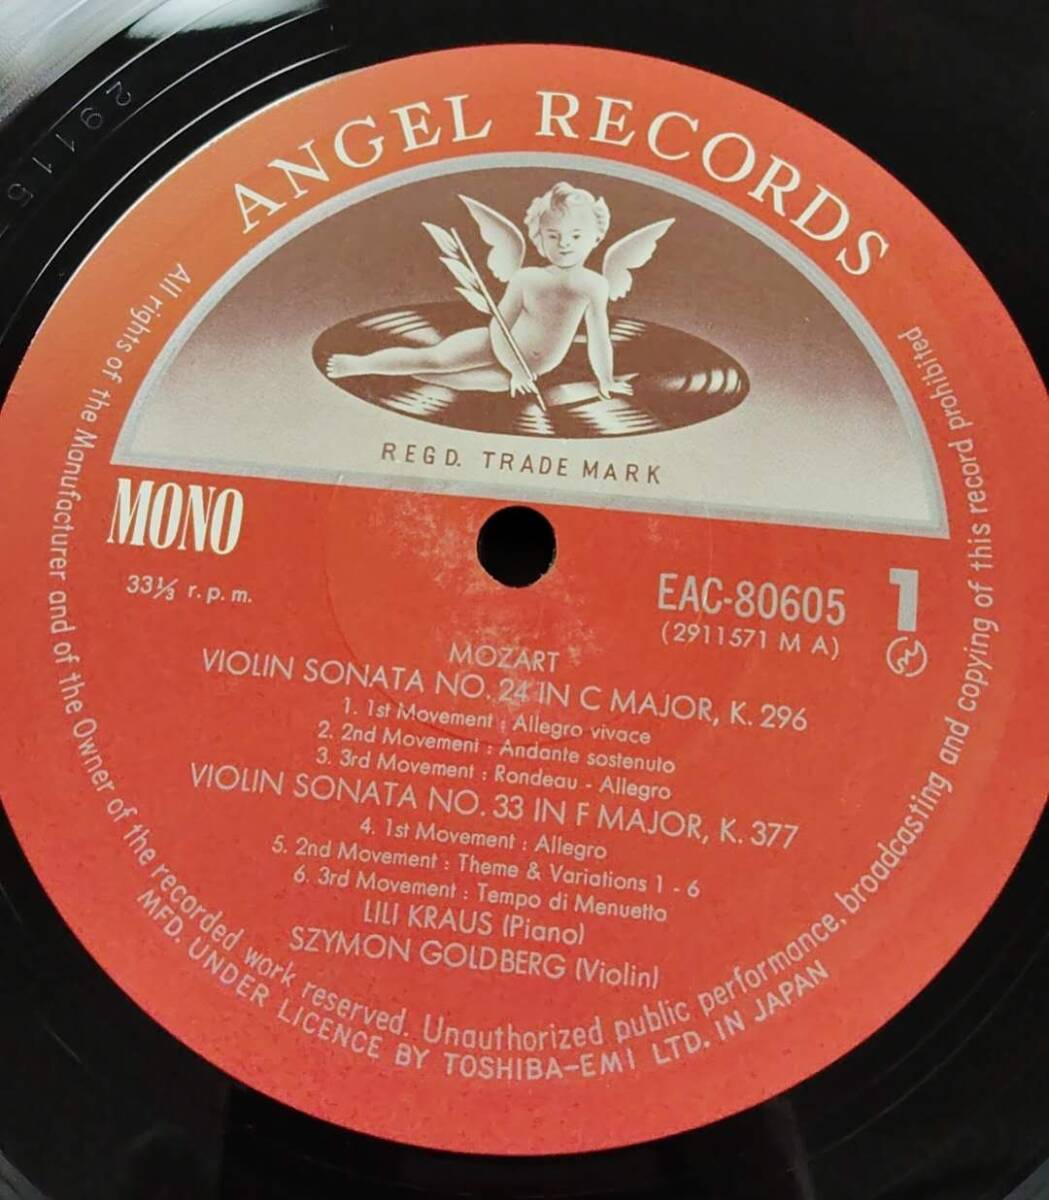 ANGEL RECORDS
REGD. TRADE MARK
MONO
33⅓ r.p.m.
EAC-80605
(2911571 M A)
1
MOZART
VIOLIN SONATA NO. 24 IN C MAJOR, K. 296
1. 1st Movement : Allegro vivace
2. 2nd Movement : Andante sostenuto
3. 3rd Movement : Rondeau - Allegro
VIOLIN SONATA NO. 33 IN F MAJOR, K. 377
4. 1st Movement : Allegro
5. 2nd Movement : Theme & Variations 1 - 6
6. 3rd Movement : Tempo di Menuetto
LILI KRAUS (Piano)
SZYMON GOLDBERG (Violin)
All rights of the Manufacturer and of the Owner of the recorded work reserved. Unauthorized public performance, broadcasting and copying of this record prohibited
MFD. UNDER LICENCE BY TOSHIBA-EMI LTD. IN JAPAN
29115